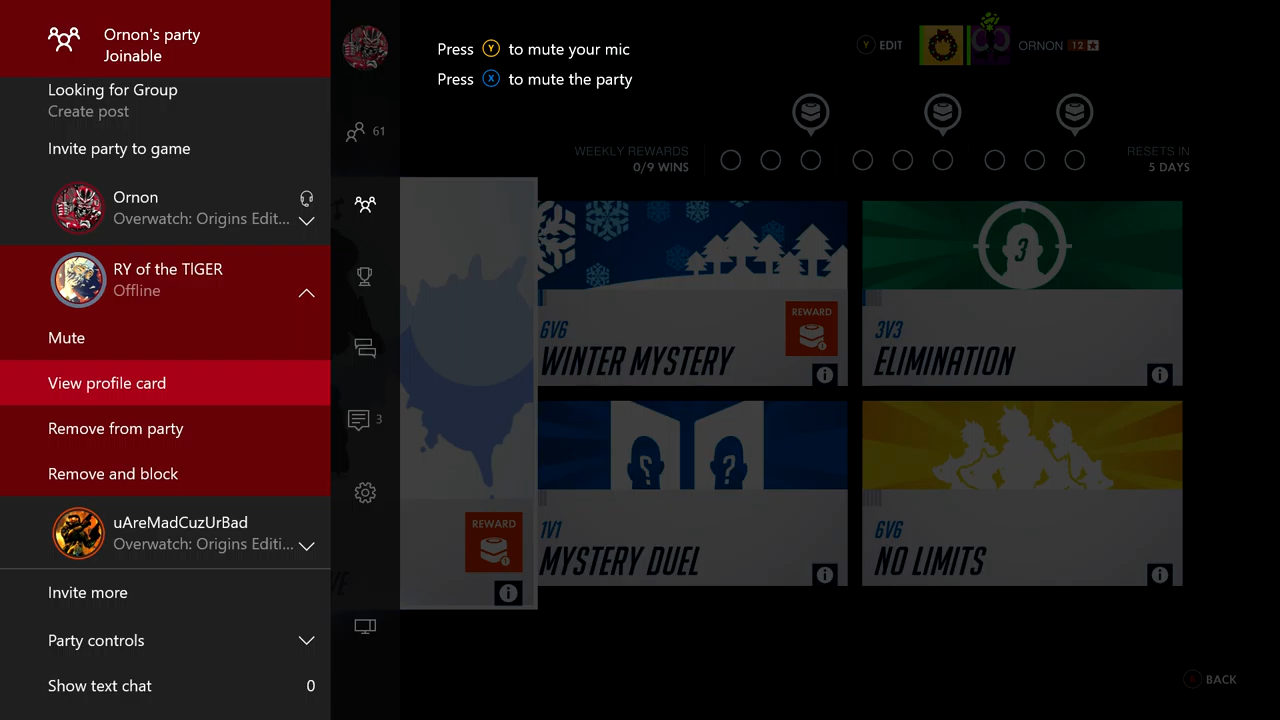 Ornon's party
Joinable
Looking for Group
Create post
Invite party to game
Ornon
Overwatch: Origins Edit...
RY of the TIGER
Offline
Mute
View profile card
Remove from party
Remove and block
uAreMadCuzUrBad
Overwatch: Origins Editi...
Invite more
Party controls
Show text chat 0
61
3
Press Y to mute your mic
Press X to mute the party
Y EDIT
ORNON 12
WEEKLY REWARDS
0/9 WINS
RESETS IN
5 DAYS
REWARD
6V6
WINTER MYSTERY
REWARD
3
3V3
ELIMINATION
? ?
1V1
MYSTERY DUEL
6V6
NO LIMITS
BACK